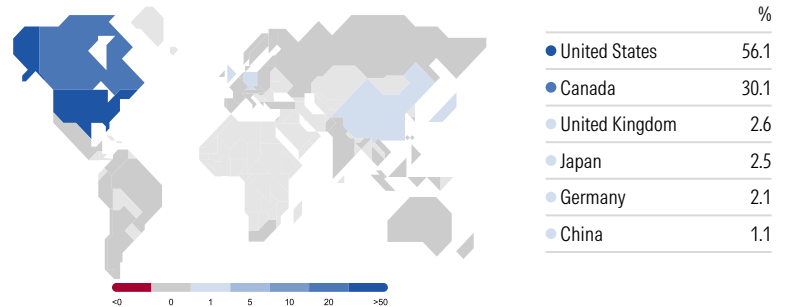 %
United States 56.1
Canada 30.1
United Kingdom 2.6
Japan 2.5
Germany 2.1
China 1.1
<0 0 1 5 10 20 >50